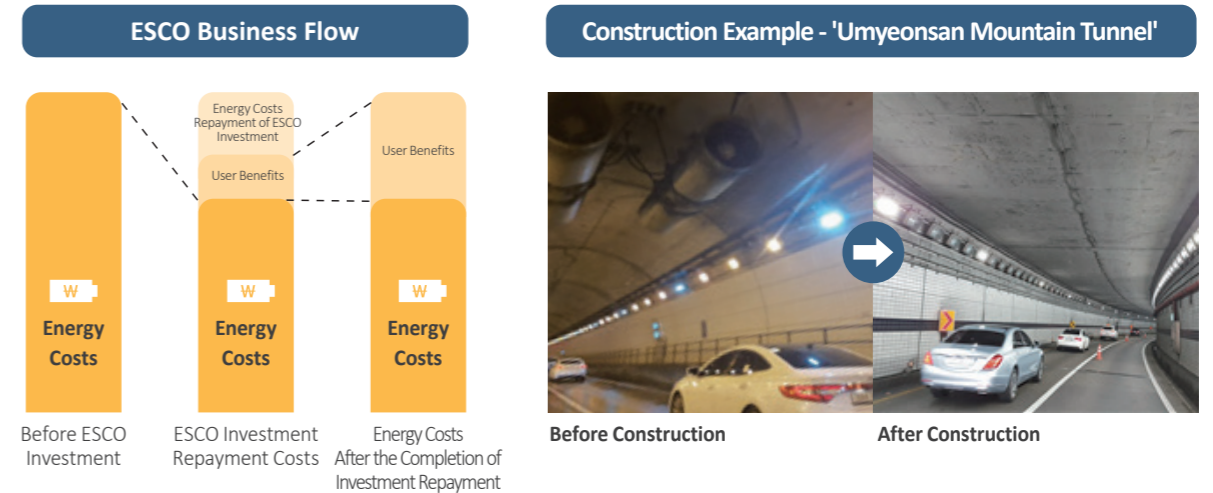 ESCO Business Flow
Energy Costs
Repayment of ESCO
Investment
User Benefits
User Benefits
₩
Energy
Costs
₩
Energy
Costs
₩
Energy
Costs
Before ESCO
Investment
ESCO Investment
Repayment Costs
Energy Costs
After the Completion of
Investment Repayment
Construction Example - 'Umyeonsan Mountain Tunnel'
Before Construction
After Construction